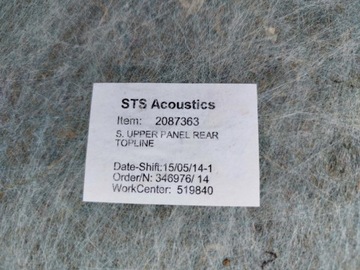 STS Acoustics
Item: 2087363
S. UPPER PANEL REAR
TOPLINE
Date-Shift:15/05/14-1
Order/N: 346976/ 14
WorkCenter: 519840